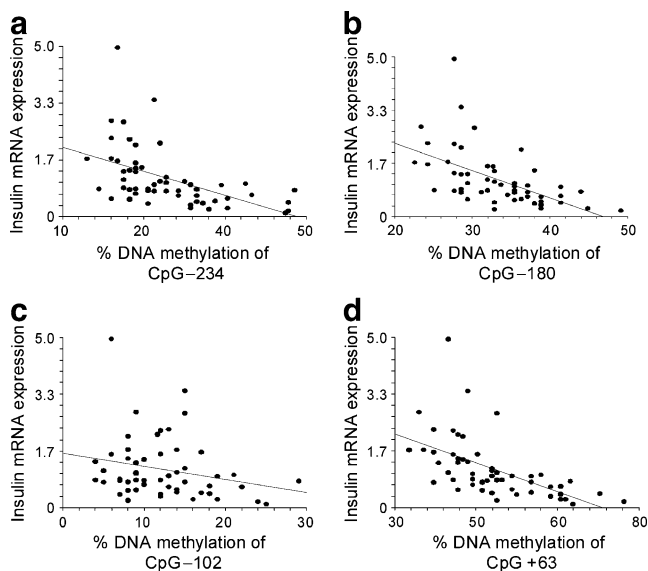 a
Insulin mRNA expression
5.0
3.3
1.7
0
10 20 30 40 50
% DNA methylation of
CpG−234
b
Insulin mRNA expression
5.0
3.3
1.7
0
20 30 40 50
% DNA methylation of
CpG−180
c
Insulin mRNA expression
5.0
3.3
1.7
0
0 10 20 30
% DNA methylation of
CpG−102
d
Insulin mRNA expression
5.0
3.3
1.7
0
30 40 50 60 70 80
% DNA methylation of
CpG +63